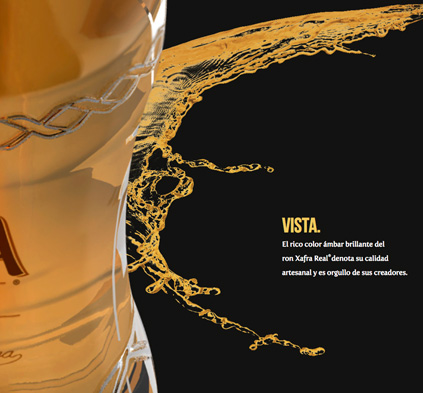 VISTA.
El rico color ámbar brillante del
ron Xafra Real® denota su calidad
artesanal y es orgullo de sus creadores.
A